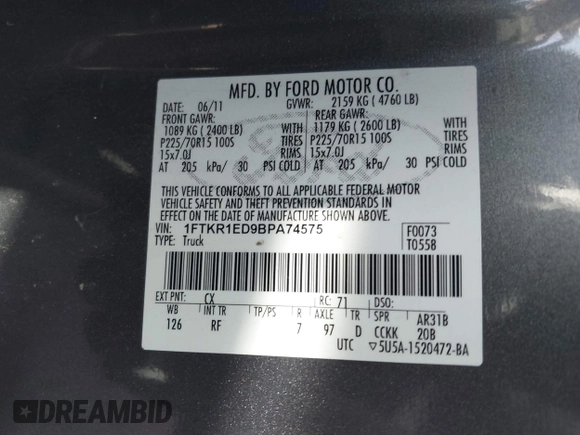 MFD. BY FORD MOTOR CO.
DATE: 06/11 GVWR: 2159 KG ( 4760 LB)
FRONT GAWR: REAR GAWR:
1089 KG ( 2400 LB) WITH 1179 KG ( 2600 LB) WITH
P225/70R15 100S TIRES P225/70R15 100S TIRES
15x7.0J RIMS 15x7.0J RIMS
AT 205 kPa/ 30 PSI COLD AT 205 kPa/ 30 PSI COLD
THIS VEHICLE CONFORMS TO ALL APPLICABLE FEDERAL MOTOR
VEHICLE SAFETY AND THEFT PREVENTION STANDARDS IN
EFFECT ON THE DATE OF MANUFACTURE SHOWN ABOVE.
VIN: 1FTKR1ED9BPA74575 F0073
TYPE: Truck T0558
EXT PNT: CX RC: 71 DSO:
WB INT TR TP/PS R AXLE TR SPR AR31B
126 RF 7 97 D CCKK 20B
UTC ▽5U5A-1520472-BA
DREAMBID